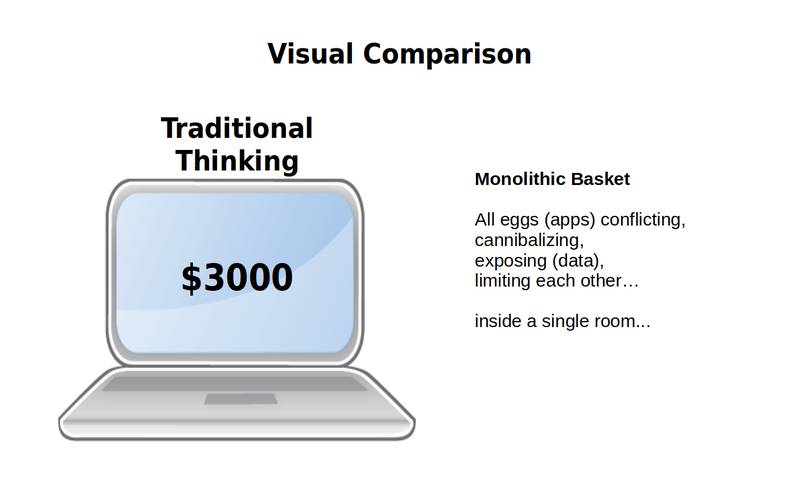 Visual Comparison
Traditional
Thinking
$3000
Monolithic Basket
All eggs (apps) conflicting,
cannibalizing,
exposing (data),
limiting each other…
inside a single room...